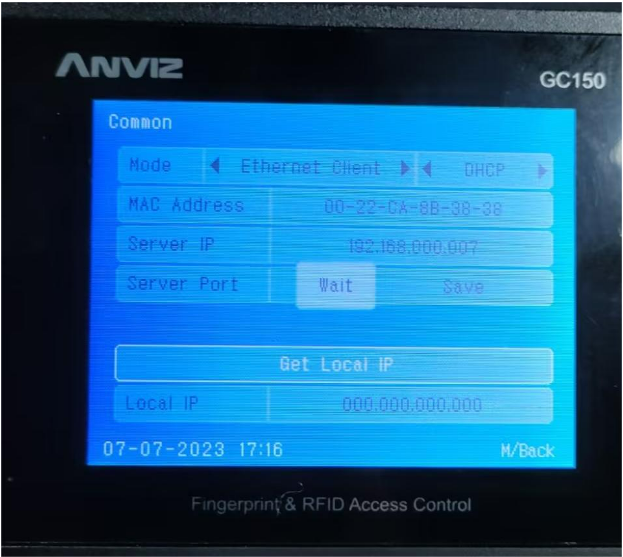 ANVIZ
GC150
Common
Mode ◀ Ethernet Client ▶ ◀ DHCP ▶
MAC Address 00-22-CA-8B-38-38
Server IP 192.168.000.007
Server Port Wait Save
Get Local IP
Local IP 000.000.000.000
07-07-2023 17:16 M/Back
Fingerprint & RFID Access Control